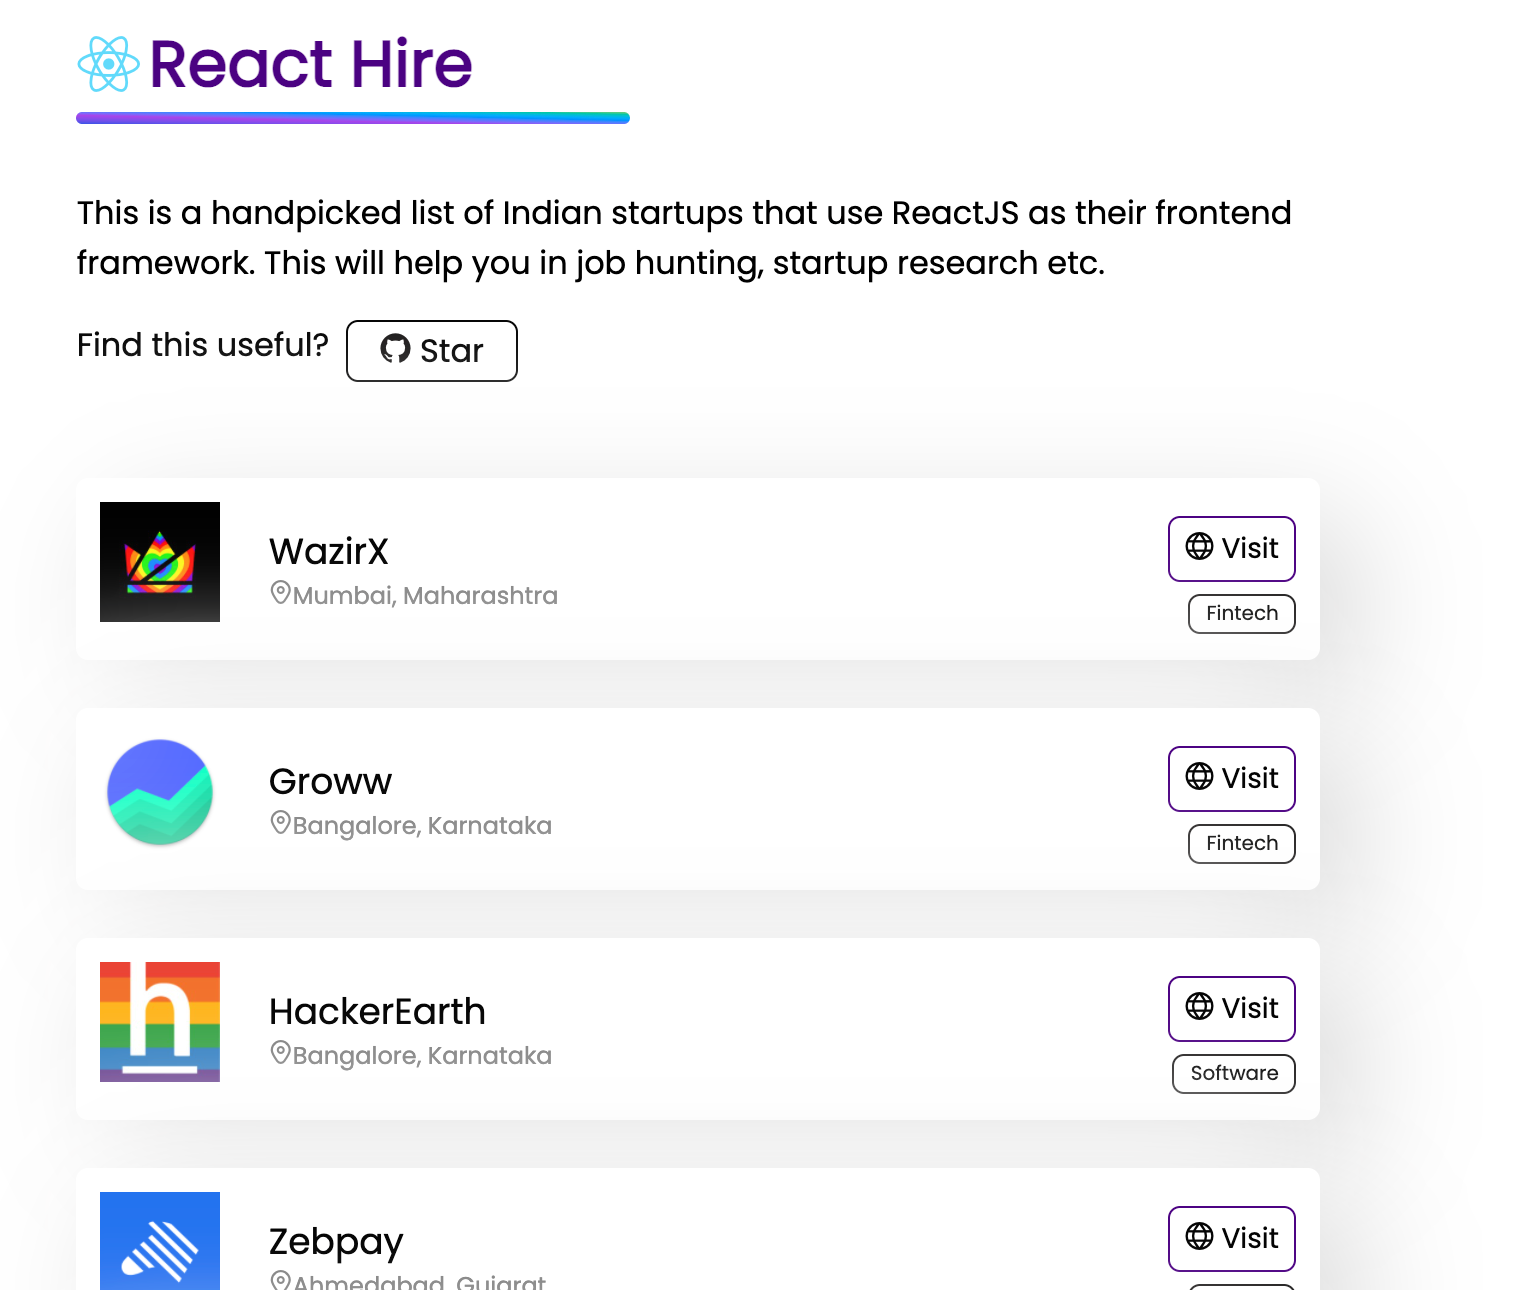 React Hire
This is a handpicked list of Indian startups that use ReactJS as their frontend
framework. This will help you in job hunting, startup research etc.
Find this useful? Star
WazirX
Mumbai, Maharashtra
Visit
Fintech
Groww
Bangalore, Karnataka
Visit
Fintech
h
HackerEarth
Bangalore, Karnataka
Visit
Software
Zebpay
Ahmedabad, Gujarat
Visit